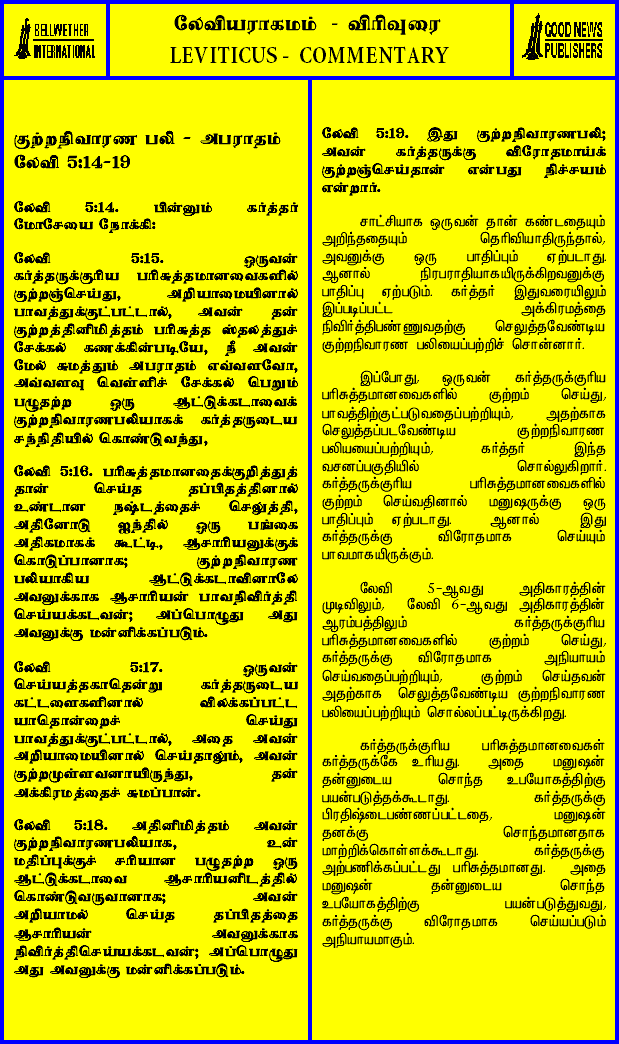 BELLWETHER
INTERNATIONAL
லேவியராகமம் - விரிவுரை
LEVITICUS - COMMENTARY
GOOD NEWS
PUBLISHERS
குற்றநிவாரண பலி - அபராதம்
லேவி 5:14-19
லேவி 5:14. பின்னும் கர்த்தர்
மோசேயை நோக்கி:
லேவி 5:15. ஒருவன்
கர்த்தருக்குரிய பரிசுத்தமானவைகளில்
குற்றஞ்செய்து, அறியாமையினால்
பாவத்துக்குட்பட்டால், அவன் தன்
குற்றத்தினிமித்தம் பரிசுத்த ஸ்தலத்துச்
சேக்கல் கணக்கின்படியே, நீ அவன்
மேல் சுமத்தும் அபராதம் எவ்வளவோ,
அவ்வளவு வெள்ளிச் சேக்கல் பெறும்
பழுதற்ற ஒரு ஆட்டுக்கடாவைக்
குற்றநிவாரணபலியாகக் கர்த்தருடைய
சந்நிதியில் கொண்டுவந்து,
லேவி 5:16. பரிசுத்தமானதைக்குறித்துத்
தான் செய்த தப்பிதத்தினால்
உண்டான நஷ்டத்தைச் செலுத்தி,
அதினோடு ஐந்தில் ஒரு பங்கை
அதிகமாகக் கூட்டி, ஆசாரியனுக்குக்
கொடுப்பானாக; குற்றநிவாரண
பலியாகிய ஆட்டுக்கடாவினாலே
அவனுக்காக ஆசாரியன் பாவநிவிர்த்தி
செய்யக்கடவன்; அப்பொழுது அது
அவனுக்கு மன்னிக்கப்படும்.
லேவி 5:17. ஒருவன்
செய்யத்தகாதென்று கர்த்தருடைய
கட்டளைகளினால் விலக்கப்பட்ட
யாதொன்றைச் செய்து
பாவத்துக்குட்பட்டால், அதை அவன்
அறியாமையினால் செய்தாலும், அவன்
குற்றமுள்ளவனாயிருந்து, தன்
அக்கிரமத்தைச் சுமப்பான்.
லேவி 5:18. அதினிமித்தம் அவன்
குற்றநிவாரணபலியாக, உன்
மதிப்புக்குச் சரியான பழுதற்ற ஒரு
ஆட்டுக்கடாவை ஆசாரியனிடத்தில்
கொண்டுவருவானாக; அவன்
அறியாமல் செய்த தப்பிதத்தை
ஆசாரியன் அவனுக்காக
நிவிர்த்திசெய்யக்கடவன்; அப்பொழுது
அது அவனுக்கு மன்னிக்கப்படும்.
லேவி 5:19. இது குற்றநிவாரணபலி;
அவன் கர்த்தருக்கு விரோதமாய்க்
குற்றஞ்செய்தான் என்பது நிச்சயம்
என்றார்.
சாட்சியாக ஒருவன் தான் கண்டதையும்
அறிந்ததையும் தெரிவியாதிருந்தால்,
அவனுக்கு ஒரு பாதிப்பும் ஏற்படாது.
ஆனால் நிரபராதியாகயிருக்கிறவனுக்கு
பாதிப்பு ஏற்படும். கர்த்தர் இதுவரையிலும்
இப்படிப்பட்ட அக்கிரமத்தை
நிவிர்த்திபண்ணுவதற்கு செலுத்தவேண்டிய
குற்றநிவாரண பலியைப்பற்றிச் சொன்னார்.
இப்போது, ஒருவன் கர்த்தருக்குரிய
பரிசுத்தமானவைகளில் குற்றம் செய்து,
பாவத்திற்குட்படுவதைப்பற்றியும், அதற்காக
செலுத்தப்படவேண்டிய குற்றநிவாரண
பலியையைப்பற்றியும், கர்த்தர் இந்த
வசனப்பகுதியில் சொல்லுகிறார்.
கர்த்தருக்குரிய பரிசுத்தமானவைகளில்
குற்றம் செய்வதினால் மனுஷருக்கு ஒரு
பாதிப்பும் ஏற்படாது. ஆனால் இது
கர்த்தருக்கு விரோதமாக செய்யும்
பாவமாகயிருக்கும்.
லேவி 5-ஆவது அதிகாரத்தின்
முடிவிலும், லேவி 6-ஆவது அதிகாரத்தின்
ஆரம்பத்திலும் கர்த்தருக்குரிய
பரிசுத்தமானவைகளில் குற்றம் செய்து,
கர்த்தருக்கு விரோதமாக அநியாயம்
செய்வதைப்பற்றியும், குற்றம் செய்தவன்
அதற்காக செலுத்தவேண்டிய குற்றநிவாரண
பலியைப்பற்றியும் சொல்லப்பட்டிருக்கிறது.
கர்த்தருக்குரிய பரிசுத்தமானவைகள்
கர்த்தருக்கே உரியது. அதை மனுஷன்
தன்னுடைய சொந்த உபயோகத்திற்கு
பயன்படுத்தக்கூடாது. கர்த்தருக்கு
பிரதிஷ்டைபண்ணப்பட்டதை, மனுஷன்
தனக்கு சொந்தமானதாக
மாற்றிக்கொள்ளக்கூடாது. கர்த்தருக்கு
அற்பணிக்கப்பட்டது பரிசுத்தமானது. அதை
மனுஷன் தன்னுடைய சொந்த
உபயோகத்திற்கு பயன்படுத்துவது,
கர்த்தருக்கு விரோதமாக செய்யப்படும்
அநியாயமாகும்.